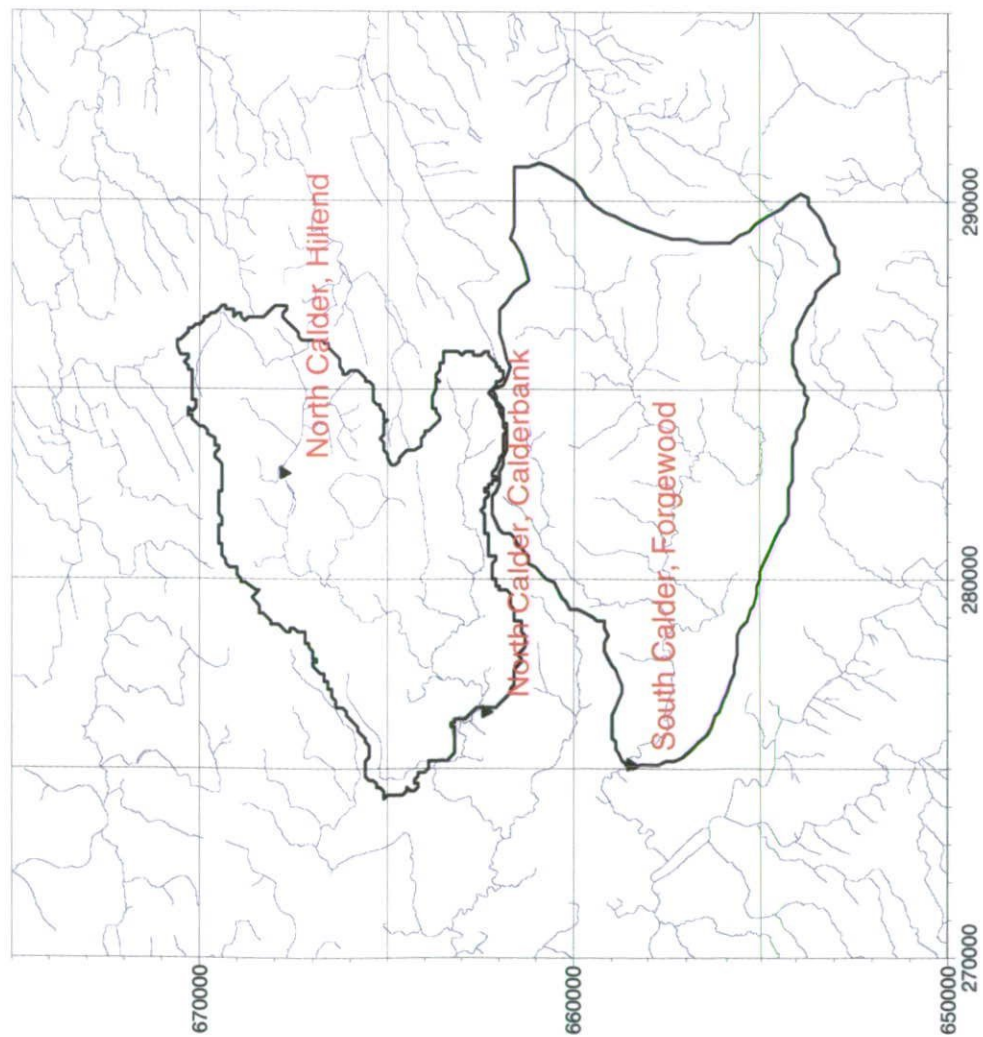 North Calder, Hillend
North Calder, Calderbank
South Calder, Forgewood
670000
660000
650000
270000
280000
290000